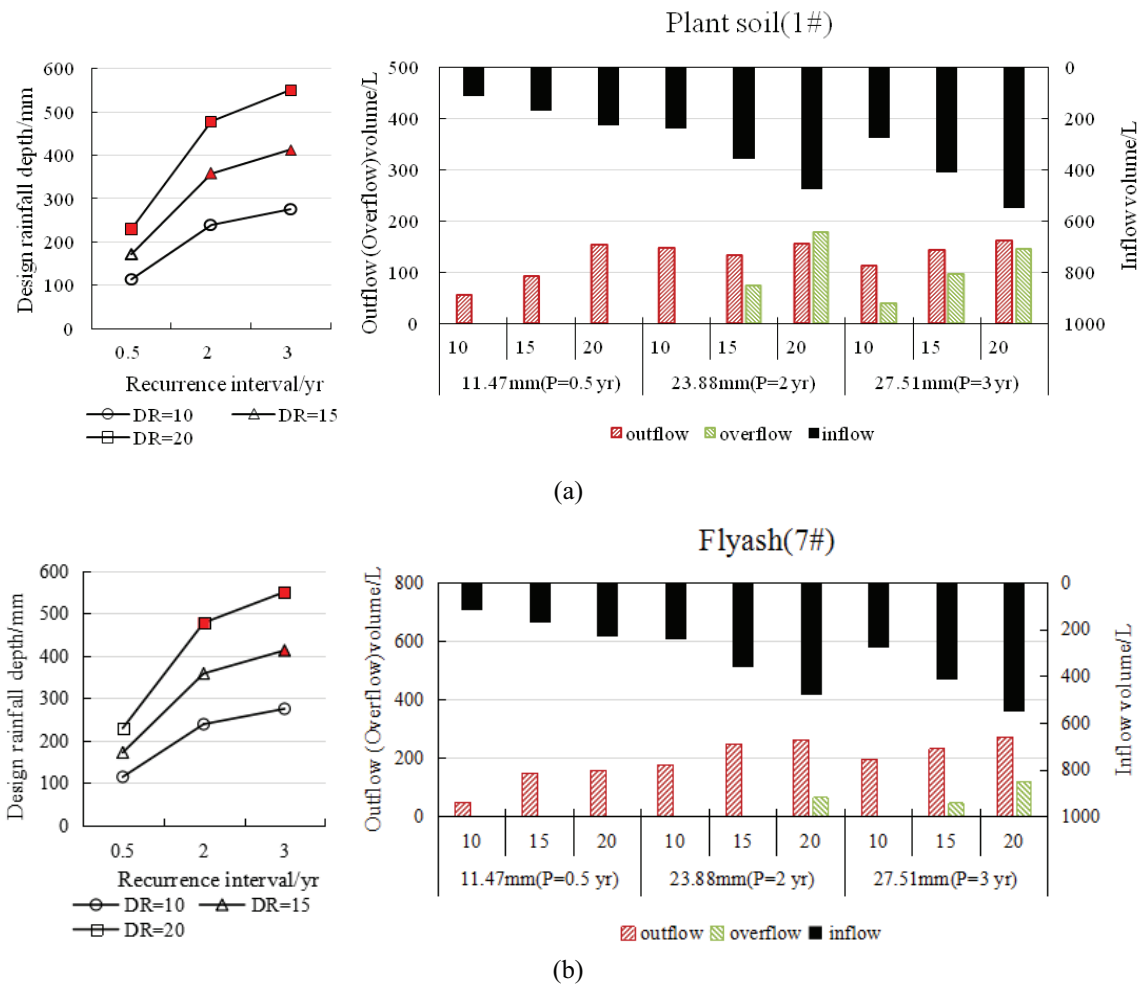 Plant soil(1#)
600
500
400
300
200
100
0
Design rainfall depth/mm
0.5 2 3
Recurrence interval/yr
DR=10 DR=15
DR=20
500
400
300
200
100
0
Outflow (Overflow)volume/L
0
200
400
600
800
1000
Inflow volume/L
10 15 20 10 15 20 10 15 20
11.47mm(P=0.5 yr) 23.88mm(P=2 yr) 27.51mm(P=3 yr)
outflow overflow inflow
(a)
Flyash(7#)
600
500
400
300
200
100
0
Design rainfall depth/mm
0.5 2 3
Recurrence interval/yr
DR=10 DR=15
DR=20
800
600
400
200
0
Outflow (Overflow)volume/L
0
200
400
600
800
1000
Inflow volume/L
10 15 20 10 15 20 10 15 20
11.47mm(P=0.5 yr) 23.88mm(P=2 yr) 27.51mm(P=3 yr)
outflow overflow inflow
(b)